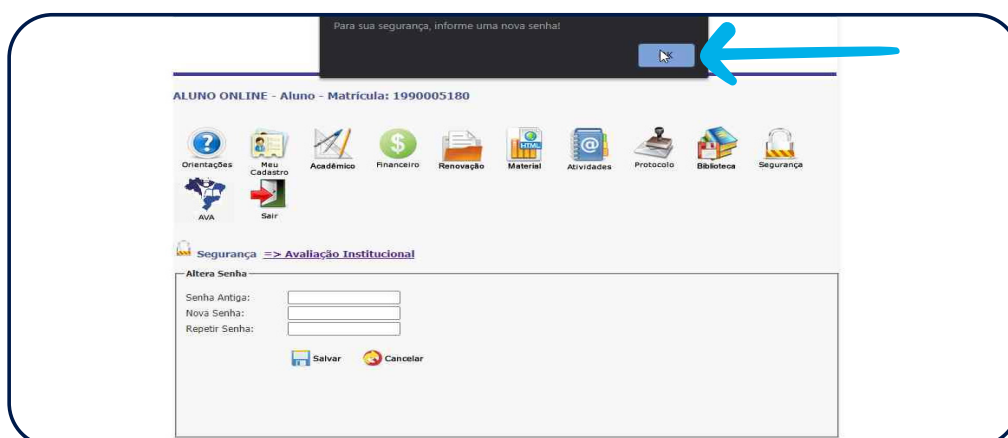 Para sua segurança, informe uma nova senha!
ALUNO ONLINE - Aluno - Matrícula: 1990005180
Orientações
Meu
Cadastro
Acadêmico
Financeiro
Renovação
HTML
Material
@
Atividades
Protocolo
Biblioteca
Segurança
AVA
Sair
Segurança => Avaliação Institucional
Altera Senha
Senha Antiga:
Nova Senha:
Repetir Senha:
Salvar Cancelar